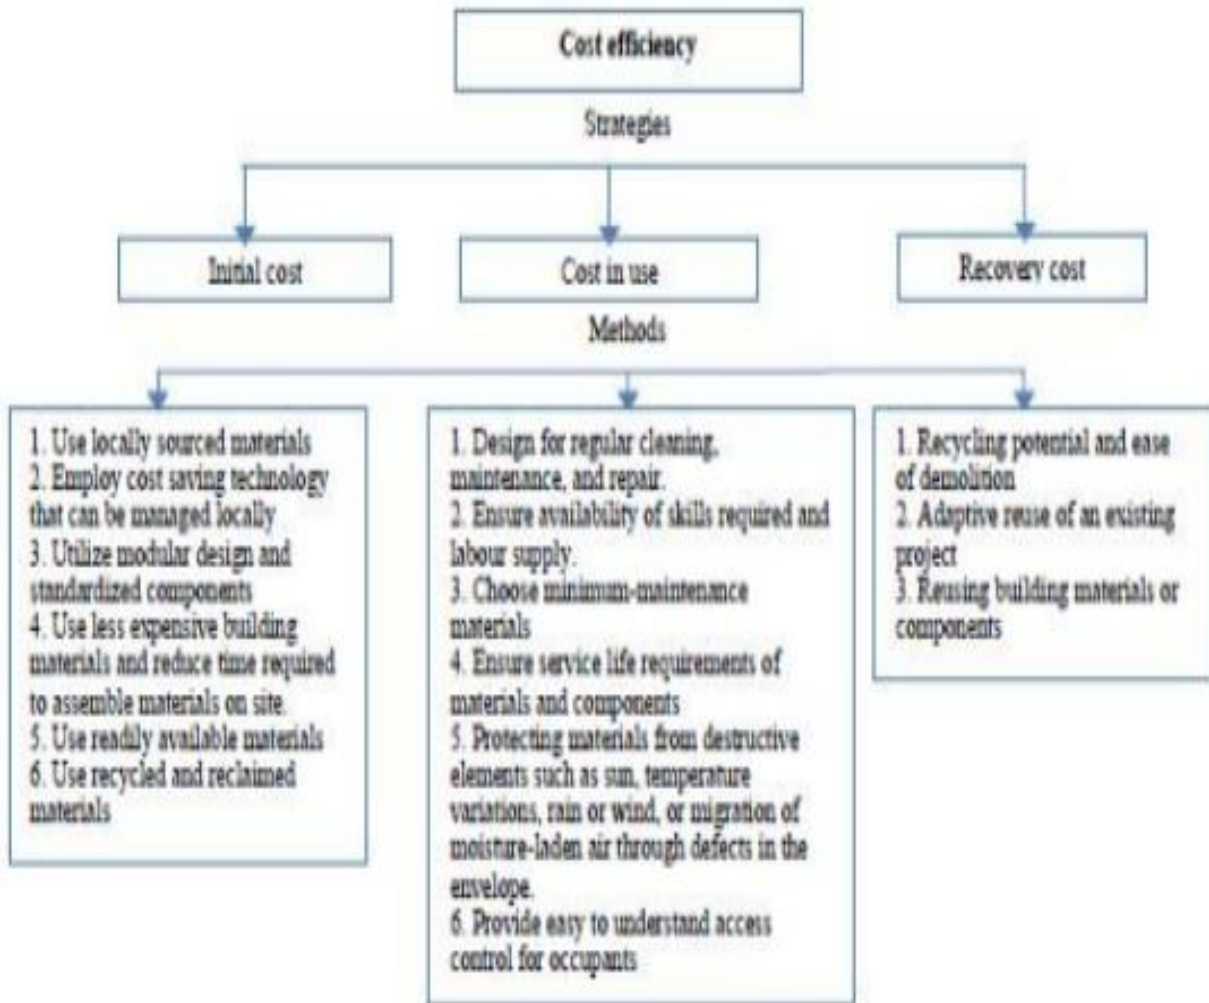 Cost efficiency
Strategies
Initial cost
Cost in use
Recovery cost
Methods
1. Use locally sourced materials
2. Employ cost saving technology
that can be managed locally
3. Utilize modular design and
standardized components
4. Use less expensive building
materials and reduce time required
to assemble materials on site.
5. Use readily available materials
6. Use recycled and reclaimed
materials
1. Design for regular cleaning,
maintenance, and repair.
2. Ensure availability of skills required and
labour supply.
3. Choose minimum-maintenance
materials
4. Ensure service life requirements of
materials and components
5. Protecting materials from destructive
elements such as sun, temperature
variations, rain or wind, or migration of
moisture-laden air through defects in the
envelope.
6. Provide easy to understand access
control for occupants
1. Recycling potential and ease
of demolition
2. Adaptive reuse of an existing
project
3. Reusing building materials or
components